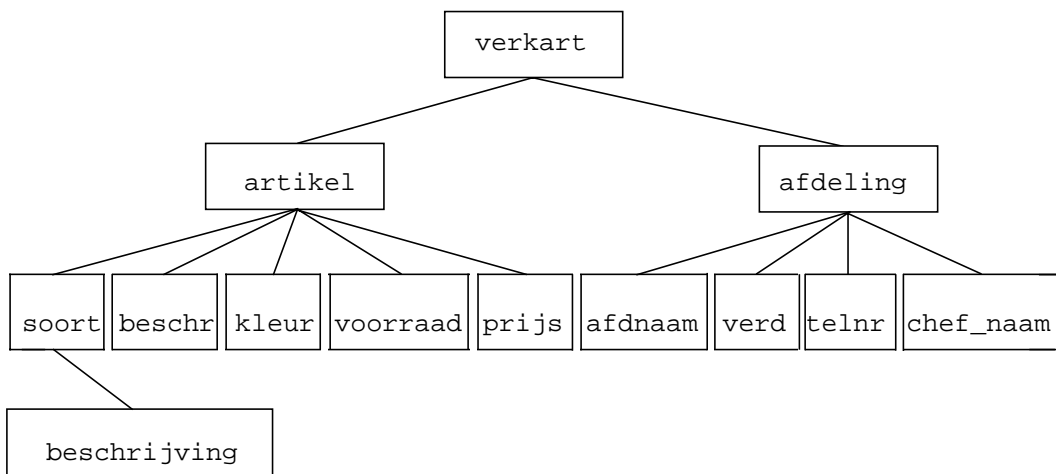 verkart
artikel
afdeling
soort
beschr
kleur
voorraad
prijs
afdnaam
verd
telnr
chef_naam
beschrijving